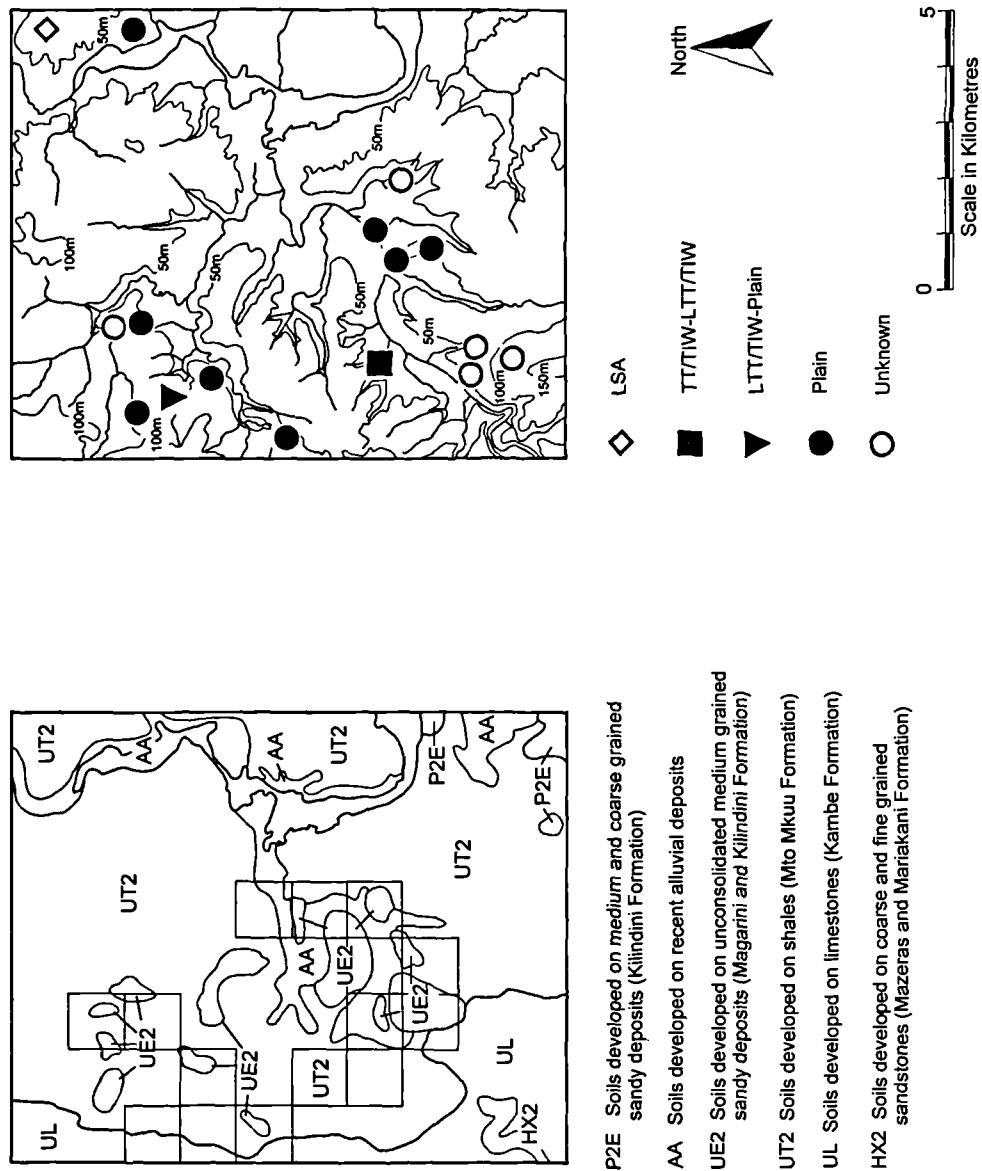 UL
UT2
UE2
UT2
AA
UE2
AA
AA
UT2
UT2
UE2
UE2
P2E
UT2
AA
UL
HX2
P2E
P2E Soils developed on medium and coarse grained
sandy deposits (Kilindini Formation)
AA Soils developed on recent alluvial deposits
UE2 Soils developed on unconsolidated medium grained
sandy deposits (Magarini and Kilindini Formation)
UT2 Soils developed on shales (Mto Mkuu Formation)
UL Soils developed on limestones (Kambe Formation)
HX2 Soils developed on coarse and fine grained
sandstones (Mazeras and Mariakani Formation)
100m
100m
50m
100m
50m
50m
50m
50m
50m
100m
150m
LSA
TT/TIW-LTT/TIW
LTT/TIW-Plain
Plain
Unknown
North
0 5
Scale in Kilometres